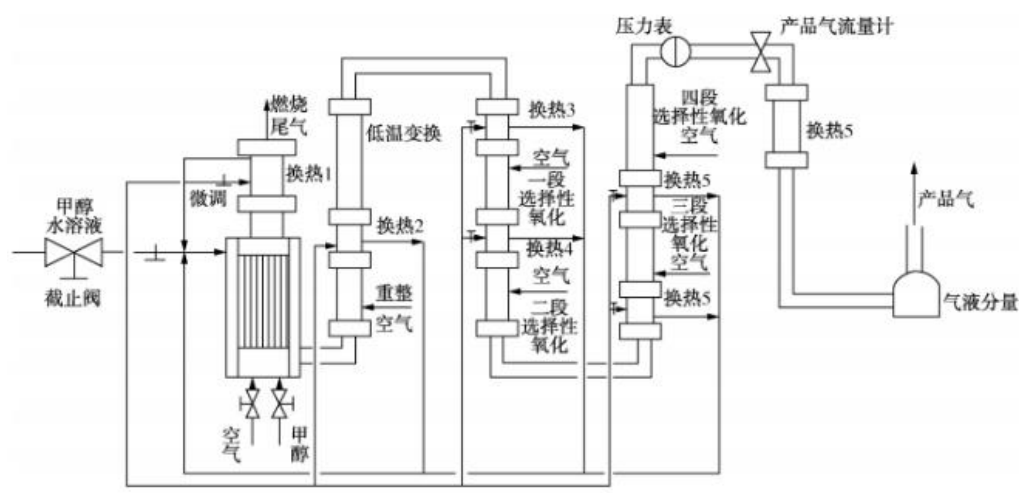 压力表
产品气流量计
燃烧
尾气
换热1
微调
甲醇
水溶液
截止阀
空
气
甲
醇
低温变换
换热2
重整
空气
换热3
空气
一段
选择性
氧化
换热4
空气
二段
选择性
氧化
四段
选择性氧化
空气
换热5
三段
选择性
氧化
空气
换热5
换热5
产品气
气液分量